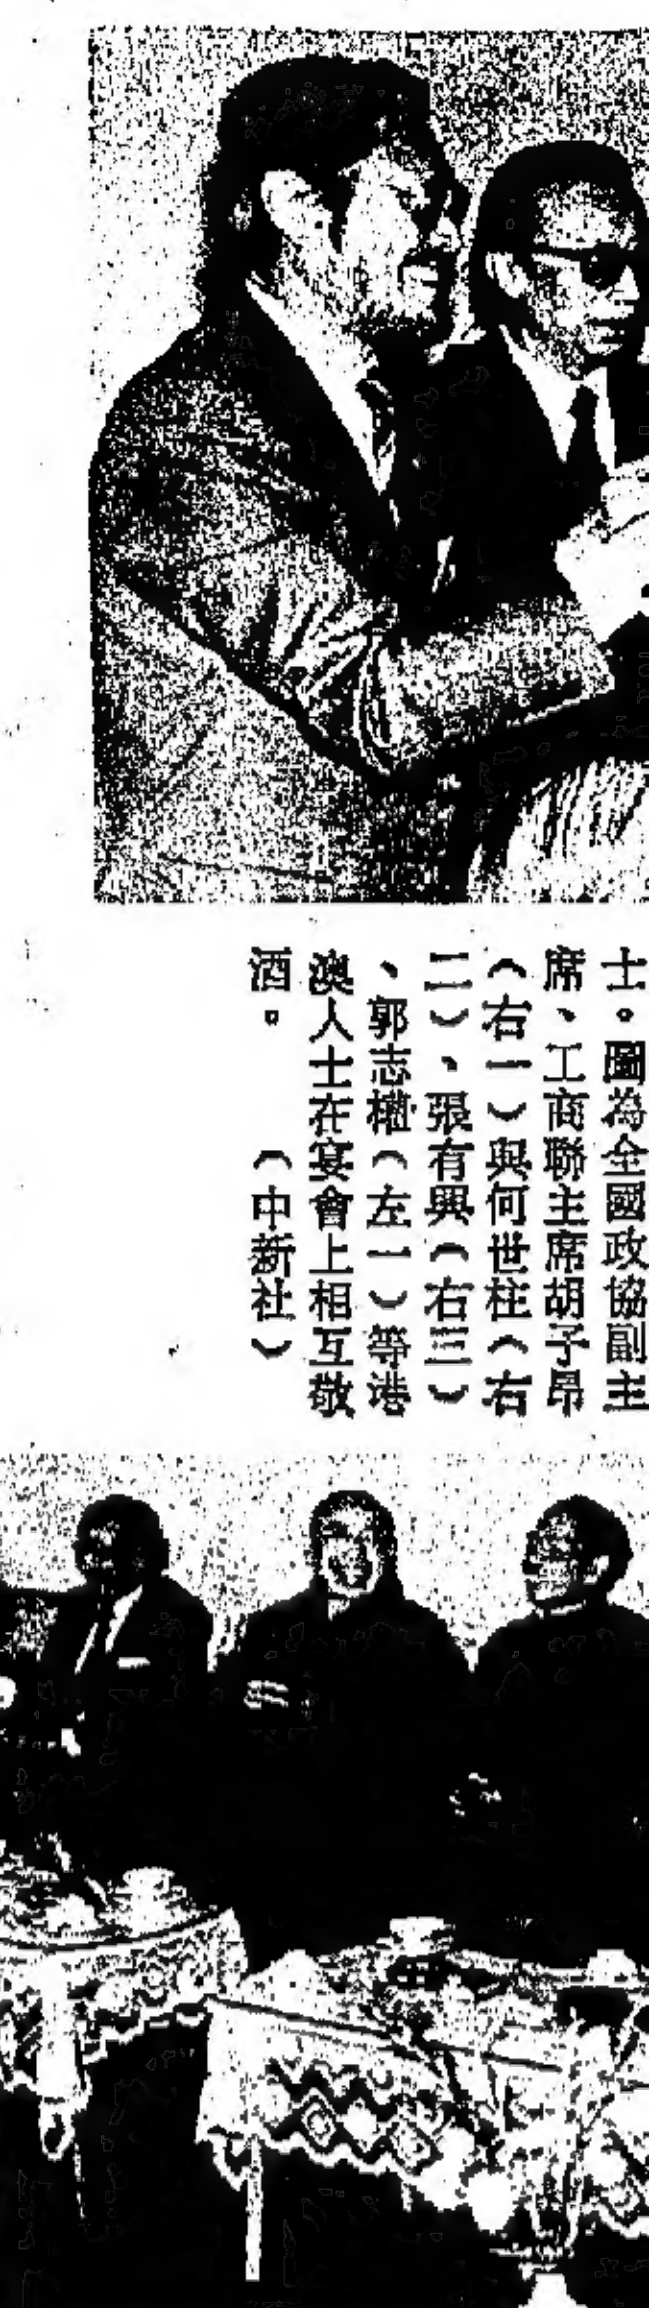 士。圖為全國政協副主
席、工商聯主席胡子昂
（右一）與何世柱（右
二）、張有興（右三）
、郭志權（左一）等港
澳人士在宴會上相互敬
酒。　　（中新社）